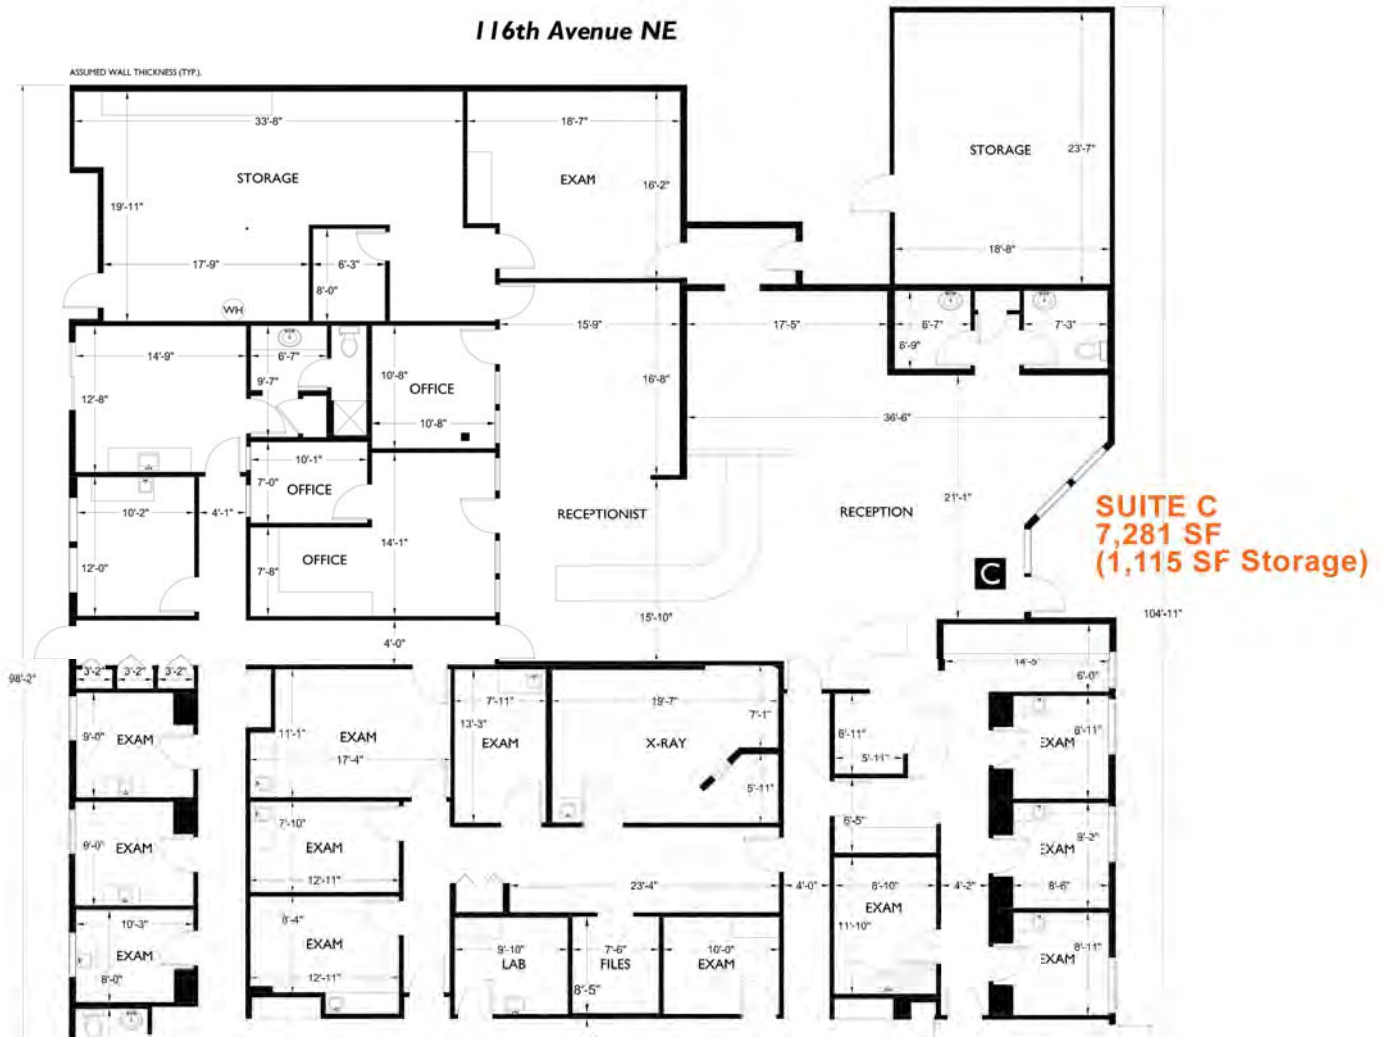 116th Avenue NE
ASSUMED WALL THICKNESS (TYP.).
33'-8"
18'-7"
STORAGE
23'-7"
STORAGE
EXAM
16'-2"
19'-11"
18'-8"
17'-9"
6'-3"
8'-0"
WH
15'-9"
17'-5"
6'-7"
7'-3"
6'-9"
14'-9"
6'-7"
9'-7"
10'-8"
OFFICE
16'-8"
12'-8"
10'-8"
36'-6"
10'-1"
7'-0"
OFFICE
21'-1"
10'-2"
4'-1"
RECEPTIONIST
RECEPTION
SUITE C
7,281 SF
(1,115 SF Storage)
14'-1"
OFFICE
7'-8"
12'-0"
C
15'-10"
104'-11"
4'-0"
14'-5"
6'-0"
98'-2"
3'-2"
3'-2"
3'-2"
7'-11"
19'-7"
13'-3"
7'-1"
9'-0"
EXAM
11'-1"
EXAM
17'-4"
EXAM
X-RAY
5'-11"
EXAM
5'-11"
7'-10"
6'-5"
9'-0"
EXAM
EXAM
12'-11"
EXAM
23'-4"
4'-0"
8'-10"
4'-2"
8'-6"
EXAM
11'-10"
10'-3"
EXAM
8'-0"
EXAM
12'-11"
9'-10"
LAB
7'-6"
FILES
8'-5"
10'-0"
EXAM
EXAM
8'-11"